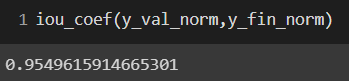 1 iou_coef(y_val_norm,y_fin_norm)
0.9549615914665301